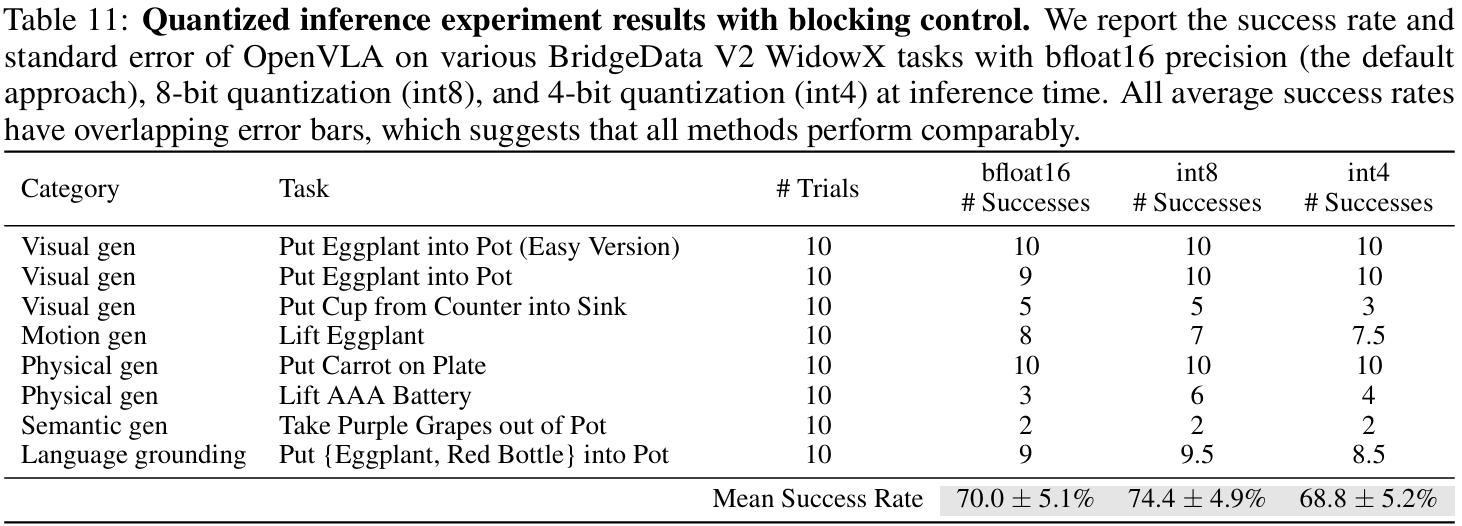 Table 11: Quantized inference experiment results with blocking control. We report the success rate and
standard error of OpenVLA on various BridgeData V2 WidowX tasks with bfloat16 precision (the default
approach), 8-bit quantization (int8), and 4-bit quantization (int4) at inference time. All average success rates
have overlapping error bars, which suggests that all methods perform comparably.
Category Task # Trials bfloat16 # Successes int8 # Successes int4 # Successes
Visual gen Put Eggplant into Pot (Easy Version) 10 10 10 10
Visual gen Put Eggplant into Pot 10 9 10 10
Visual gen Put Cup from Counter into Sink 10 5 5 3
Motion gen Lift Eggplant 10 8 7 7.5
Physical gen Put Carrot on Plate 10 10 10 10
Physical gen Lift AAA Battery 10 3 6 4
Semantic gen Take Purple Grapes out of Pot 10 2 2 2
Language grounding Put {Eggplant, Red Bottle} into Pot 10 9 9.5 8.5
Mean Success Rate 70.0 ± 5.1% 74.4 ± 4.9% 68.8 ± 5.2%